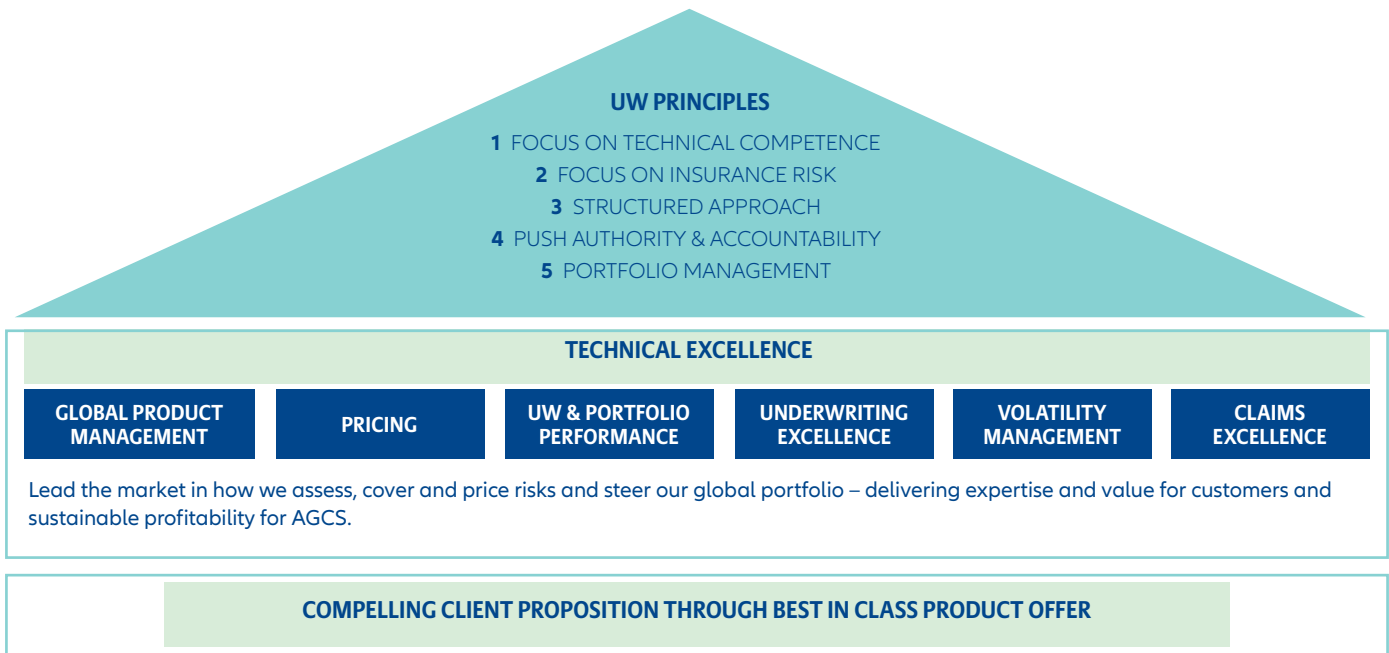 UW PRINCIPLES
1 FOCUS ON TECHNICAL COMPETENCE
2 FOCUS ON INSURANCE RISK
3 STRUCTURED APPROACH
4 PUSH AUTHORITY & ACCOUNTABILITY
5 PORTFOLIO MANAGEMENT
TECHNICAL EXCELLENCE
GLOBAL PRODUCT
MANAGEMENT
PRICING
UW & PORTFOLIO
PERFORMANCE
UNDERWRITING
EXCELLENCE
VOLATILITY
MANAGEMENT
CLAIMS
EXCELLENCE
Lead the market in how we assess, cover and price risks and steer our global portfolio – delivering expertise and value for customers and
sustainable profitability for AGCS.
COMPELLING CLIENT PROPOSITION THROUGH BEST IN CLASS PRODUCT OFFER